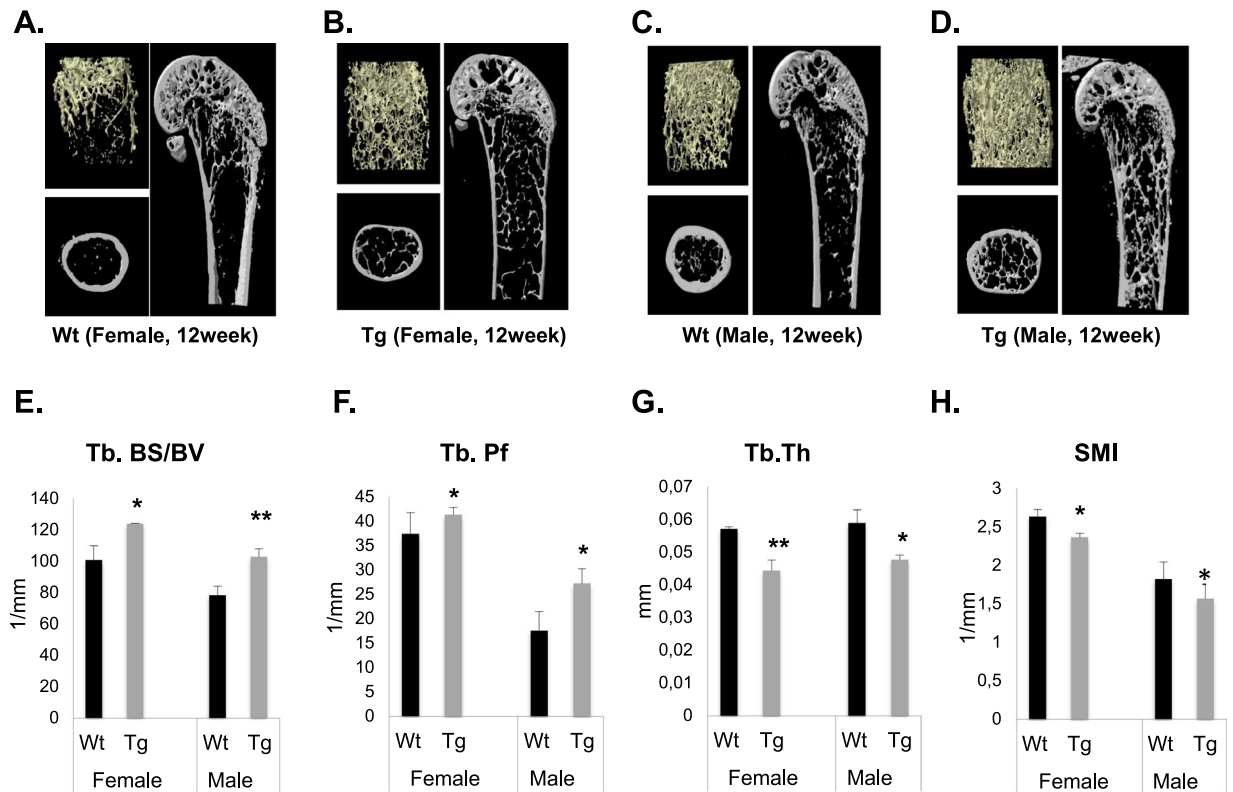 A.
B.
C.
D.
Wt (Female, 12week)
Tg (Female, 12week)
Wt (Male, 12week)
Tg (Male, 12week)
E.
F.
G.
H.
Tb. BS/BV
1/mm
140
120
100
80
60
40
20
0
*
**
Wt Tg Wt Tg
Female Male
Tb. Pf
1/mm
45
40
35
30
25
20
15
10
5
0
*
*
Wt Tg Wt Tg
Female Male
Tb.Th
mm
0,07
0,06
0,05
0,04
0,03
0,02
0,01
0
**
*
Wt Tg Wt Tg
Female Male
SMI
1/mm
3
2,5
2
1,5
1
0,5
0
*
*
Wt Tg Wt Tg
Female Male